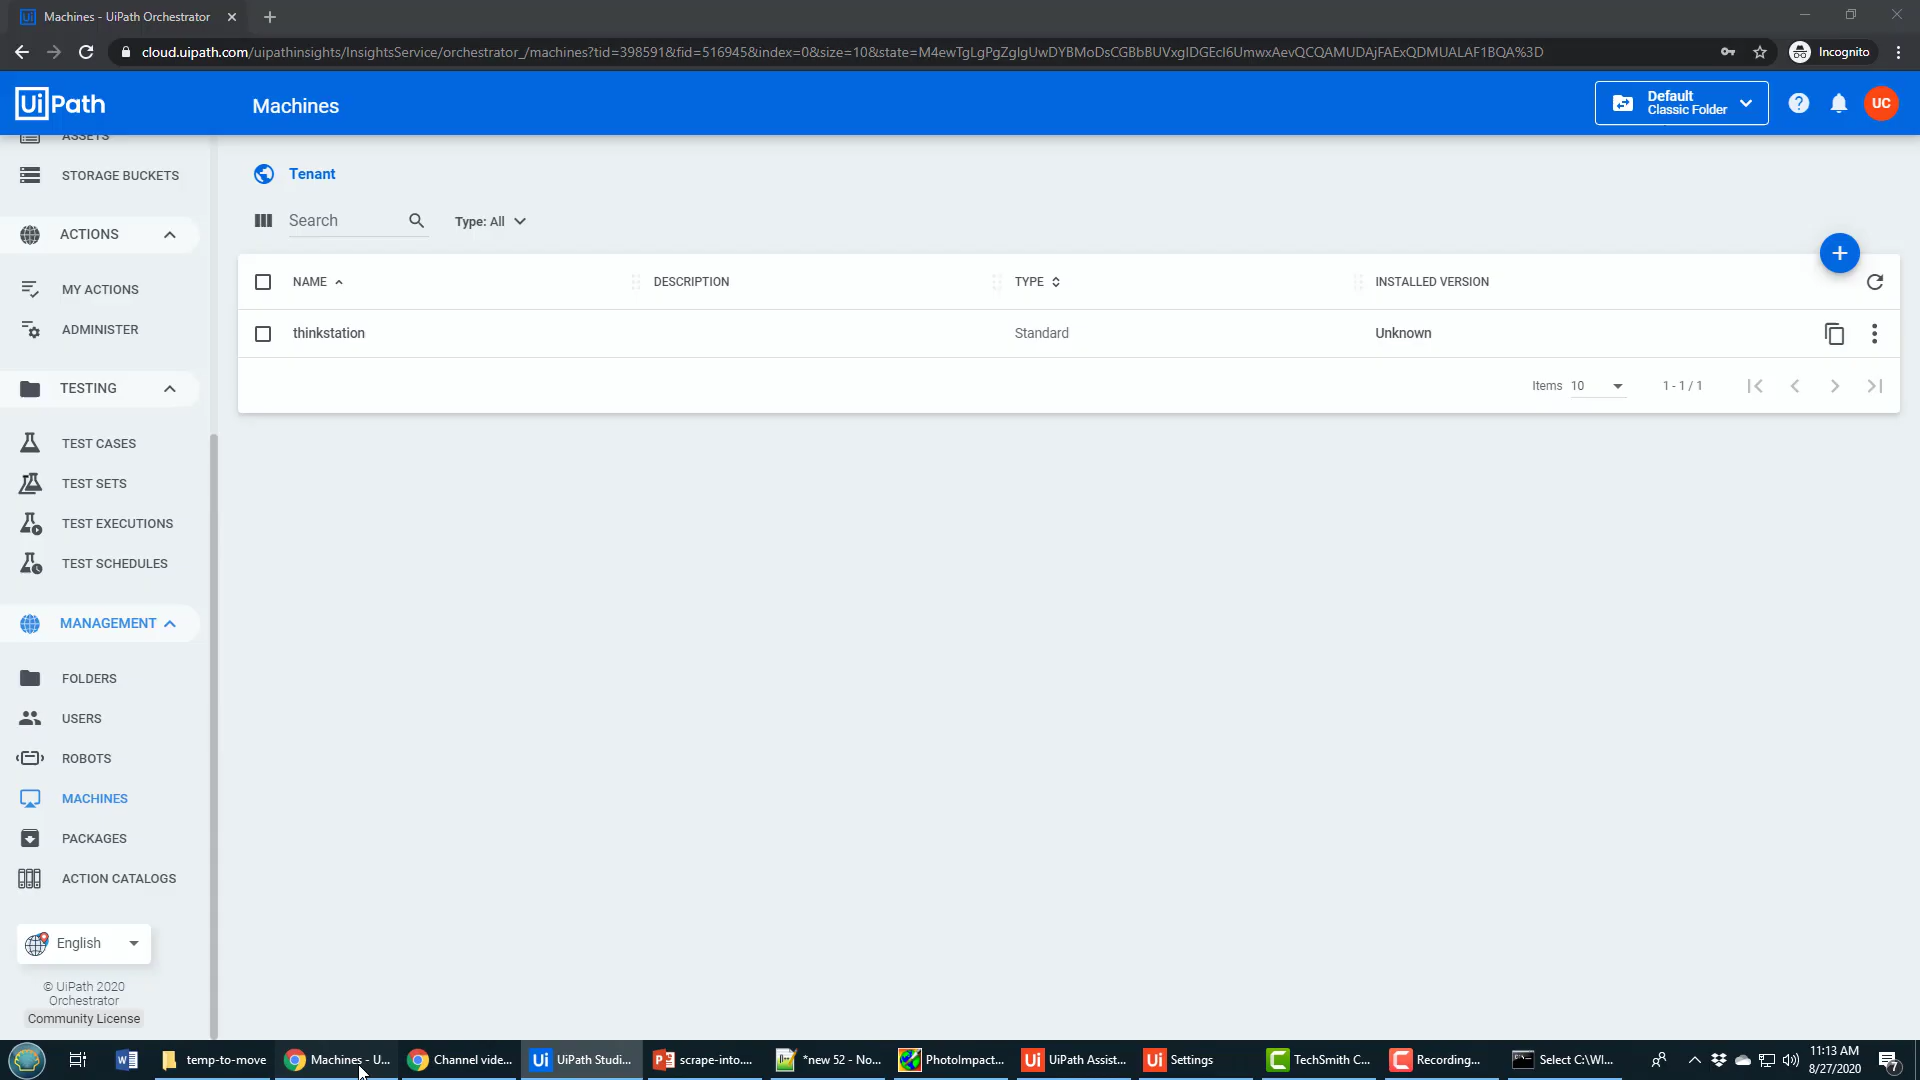 Machines - UiPath Orchestrator
cloud.uipath.com/uipathinsights/InsightsService/orchestrator_/machines?tid=398591&fid=516945&index=0&size=10&state=M4ewTgLgPgZgIgUwDYBMoDsCGBbBUVxgIDGEcI6UmwxAevQCQAMUDAjFAExQDMUALAF1BQA%3D
Incognito
UiPath
Machines
Default
Classic Folder
UC
ASSETS
STORAGE BUCKETS
ACTIONS
MY ACTIONS
ADMINISTER
TESTING
TEST CASES
TEST SETS
TEST EXECUTIONS
TEST SCHEDULES
MANAGEMENT
FOLDERS
USERS
ROBOTS
MACHINES
PACKAGES
ACTION CATALOGS
English
© UiPath 2020
Orchestrator
Community License
Tenant
Search
Type: All
NAME
DESCRIPTION
TYPE
INSTALLED VERSION
thinkstation
Standard
Unknown
Items 10
1 - 1 / 1
temp-to-move
Machines - U...
Channel vide...
UiPath Studi...
scrape-into....
*new 52 - No...
PhotoImpact...
UiPath Assist...
Settings
TechSmith C...
Recording...
Select C:\WI...
11:13 AM
8/27/2020
7